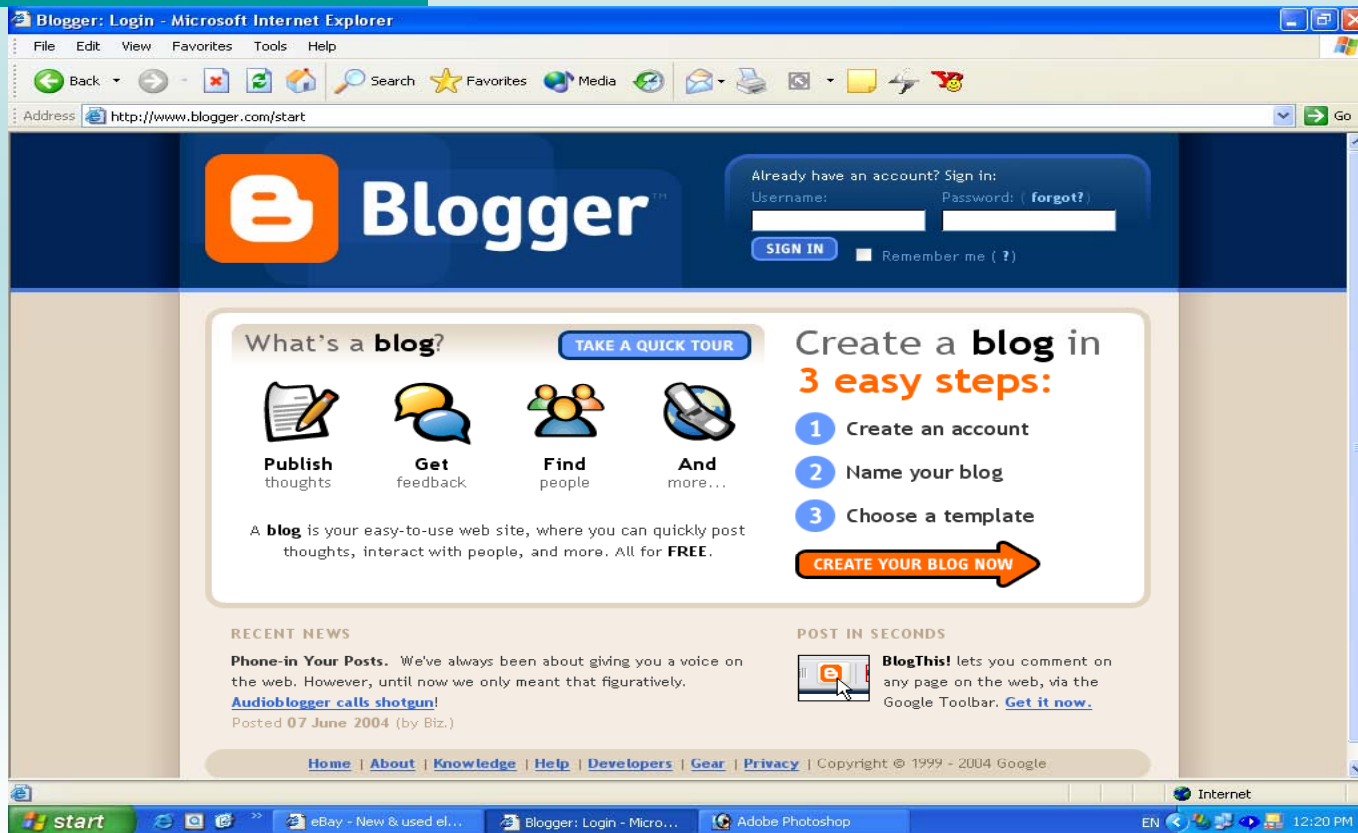 Blogger: Login - Microsoft Internet Explorer
File Edit View Favorites Tools Help
Back Search Favorites Media
Address http://www.blogger.com/start Go
Blogger™
Already have an account? Sign in:
Username: Password: ( forgot? )
SIGN IN Remember me ( ? )
What's a blog? TAKE A QUICK TOUR
Publish thoughts
Get feedback
Find people
And more...
A blog is your easy-to-use web site, where you can quickly post
thoughts, interact with people, and more. All for FREE.
Create a blog in
3 easy steps:
1 Create an account
2 Name your blog
3 Choose a template
CREATE YOUR BLOG NOW
RECENT NEWS
Phone-in Your Posts. We've always been about giving you a voice on
the web. However, until now we only meant that figuratively.
Audioblogger calls shotgun!
Posted 07 June 2004 (by Biz.)
POST IN SECONDS
BlogThis! lets you comment on
any page on the web, via the
Google Toolbar. Get it now.
Home | About | Knowledge | Help | Developers | Gear | Privacy | Copyright © 1999 - 2004 Google
Internet
start eBay - New & used el... Blogger: Login - Micro... Adobe Photoshop EN 12:20 PM